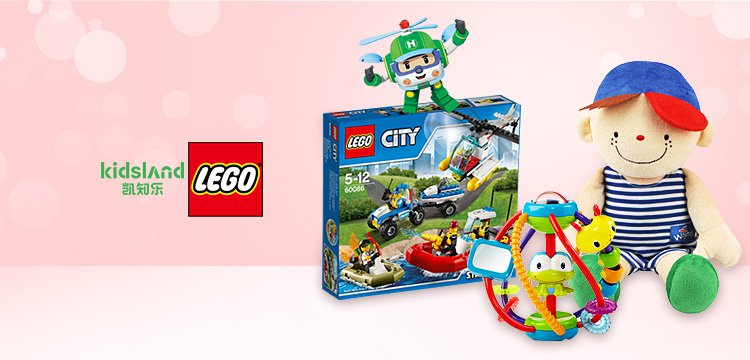 kidsland
凯知乐
LEGO
H
LEGO CITY
5-12
60086